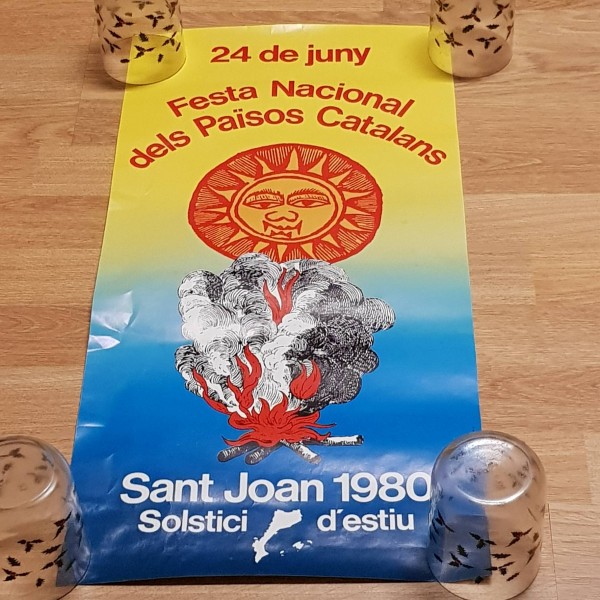 24 de juny
Festa Nacional
dels Països Catalans
Sant Joan 1980
Solstici d'estiu